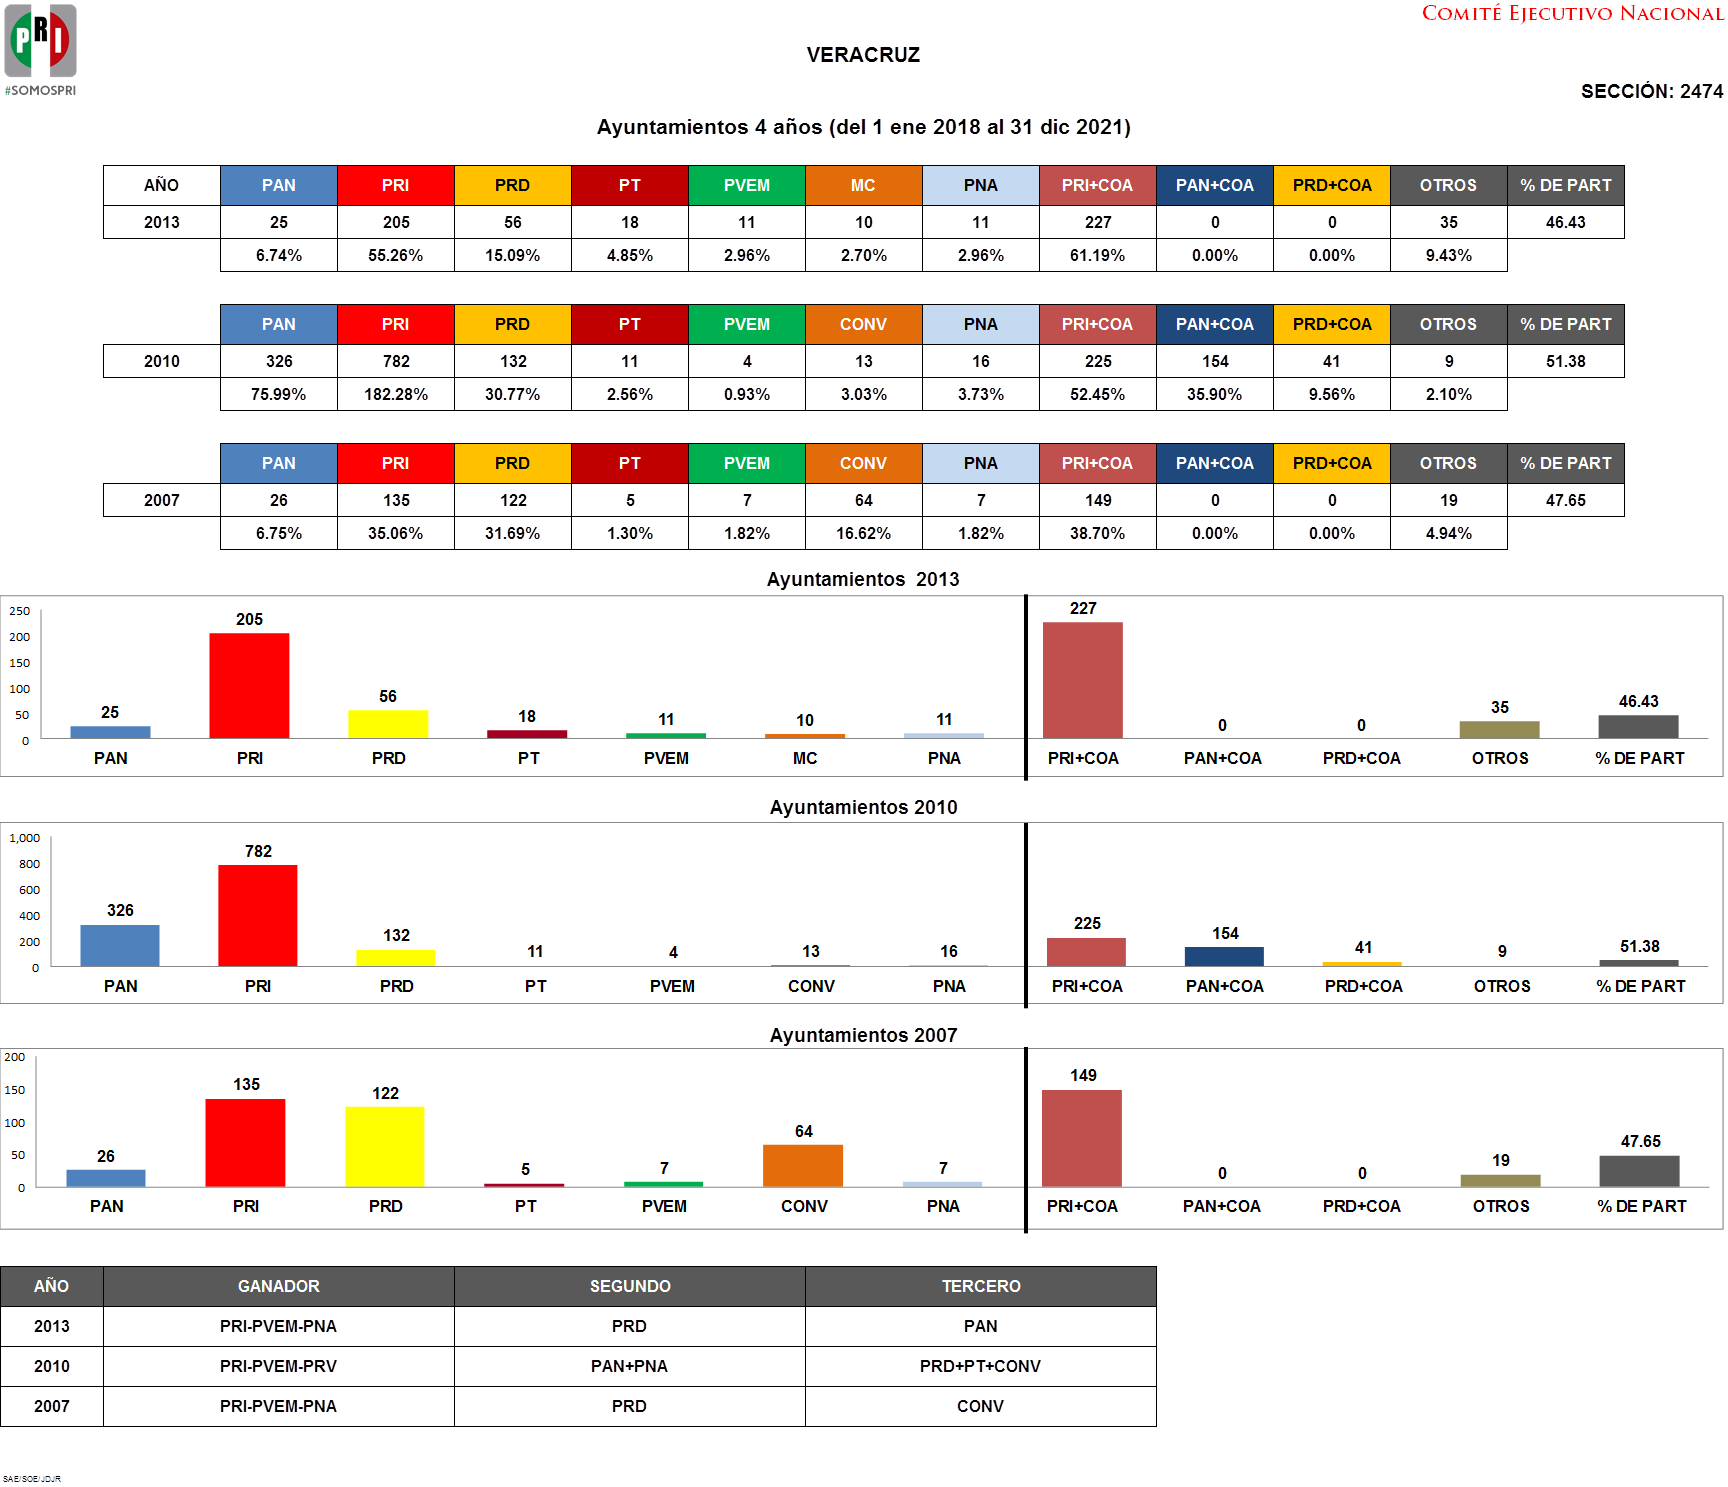 PRI
#SOMOSPRI
COMITÉ EJECUTIVO NACIONAL
VERACRUZ
SECCIÓN: 2474
Ayuntamientos 4 años (del 1 ene 2018 al 31 dic 2021)
AÑO PAN PRI PRD PT PVEM MC PNA PRI+COA PAN+COA PRD+COA OTROS % DE PART
2013 25 205 56 18 11 10 11 227 0 0 35 46.43
6.74% 55.26% 15.09% 4.85% 2.96% 2.70% 2.96% 61.19% 0.00% 0.00% 9.43%
PAN PRI PRD PT PVEM CONV PNA PRI+COA PAN+COA PRD+COA OTROS % DE PART
2010 326 782 132 11 4 13 16 225 154 41 9 51.38
75.99% 182.28% 30.77% 2.56% 0.93% 3.03% 3.73% 52.45% 35.90% 9.56% 2.10%
PAN PRI PRD PT PVEM CONV PNA PRI+COA PAN+COA PRD+COA OTROS % DE PART
2007 26 135 122 5 7 64 7 149 0 0 19 47.65
6.75% 35.06% 31.69% 1.30% 1.82% 16.62% 1.82% 38.70% 0.00% 0.00% 4.94%
Ayuntamientos 2013
250
200
150
100
50
0
25 205 56 18 11 10 11 227 0 0 35 46.43
PAN PRI PRD PT PVEM MC PNA PRI+COA PAN+COA PRD+COA OTROS % DE PART
Ayuntamientos 2010
1,000
800
600
400
200
0
326 782 132 11 4 13 16 225 154 41 9 51.38
PAN PRI PRD PT PVEM CONV PNA PRI+COA PAN+COA PRD+COA OTROS % DE PART
Ayuntamientos 2007
200
150
100
50
0
26 135 122 5 7 64 7 149 0 0 19 47.65
PAN PRI PRD PT PVEM CONV PNA PRI+COA PAN+COA PRD+COA OTROS % DE PART
AÑO GANADOR SEGUNDO TERCERO
2013 PRI-PVEM-PNA PRD PAN
2010 PRI-PVEM-PRV PAN+PNA PRD+PT+CONV
2007 PRI-PVEM-PNA PRD CONV
SAE/SOE/JDJR